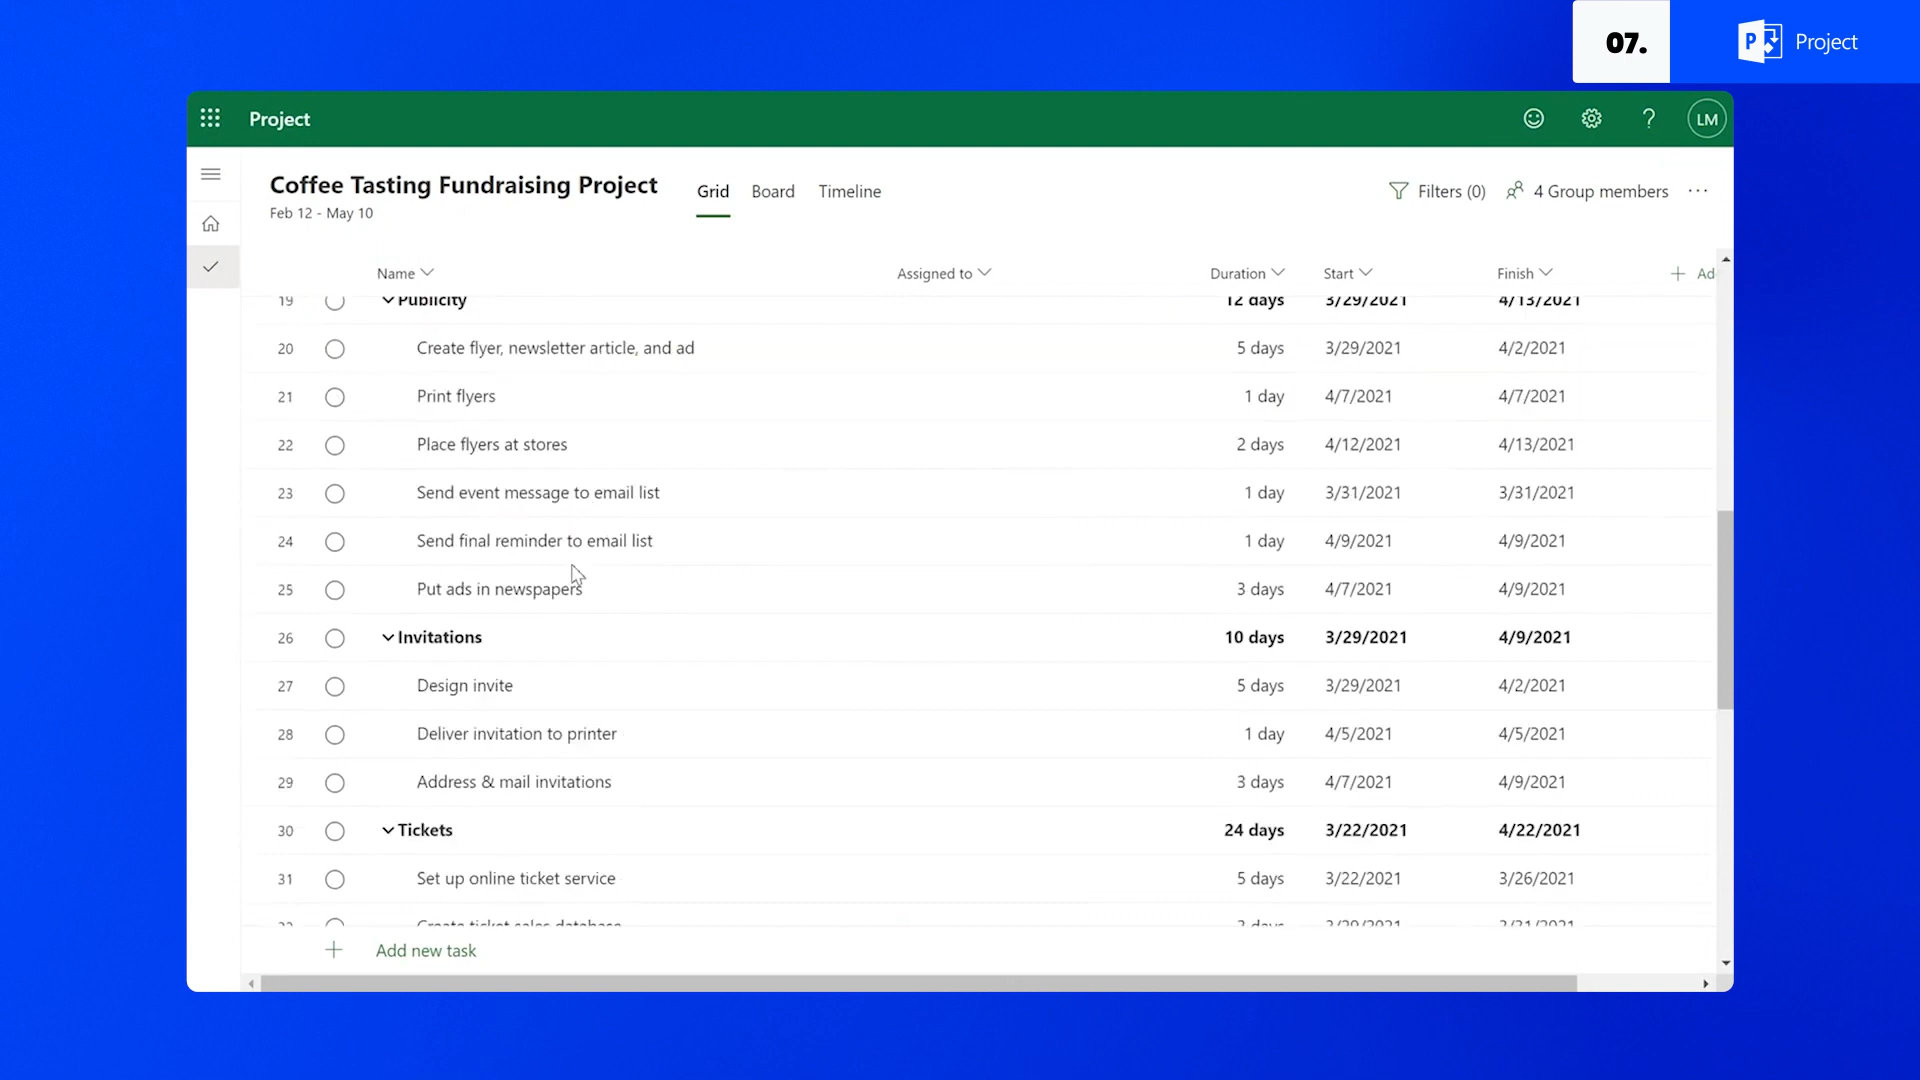 07.
Project
Project
LM
Coffee Tasting Fundraising Project
Feb 12 - May 10
Grid Board Timeline
Filters (0) 4 Group members
Name Assigned to Duration Start Finish Ad
19 Publicity 12 days 3/29/2021 4/13/2021
20 Create flyer, newsletter article, and ad 5 days 3/29/2021 4/2/2021
21 Print flyers 1 day 4/7/2021 4/7/2021
22 Place flyers at stores 2 days 4/12/2021 4/13/2021
23 Send event message to email list 1 day 3/31/2021 3/31/2021
24 Send final reminder to email list 1 day 4/9/2021 4/9/2021
25 Put ads in newspapers 3 days 4/7/2021 4/9/2021
26 Invitations 10 days 3/29/2021 4/9/2021
27 Design invite 5 days 3/29/2021 4/2/2021
28 Deliver invitation to printer 1 day 4/5/2021 4/5/2021
29 Address & mail invitations 3 days 4/7/2021 4/9/2021
30 Tickets 24 days 3/22/2021 4/22/2021
31 Set up online ticket service 5 days 3/22/2021 3/26/2021
Create ticket sales database
Add new task